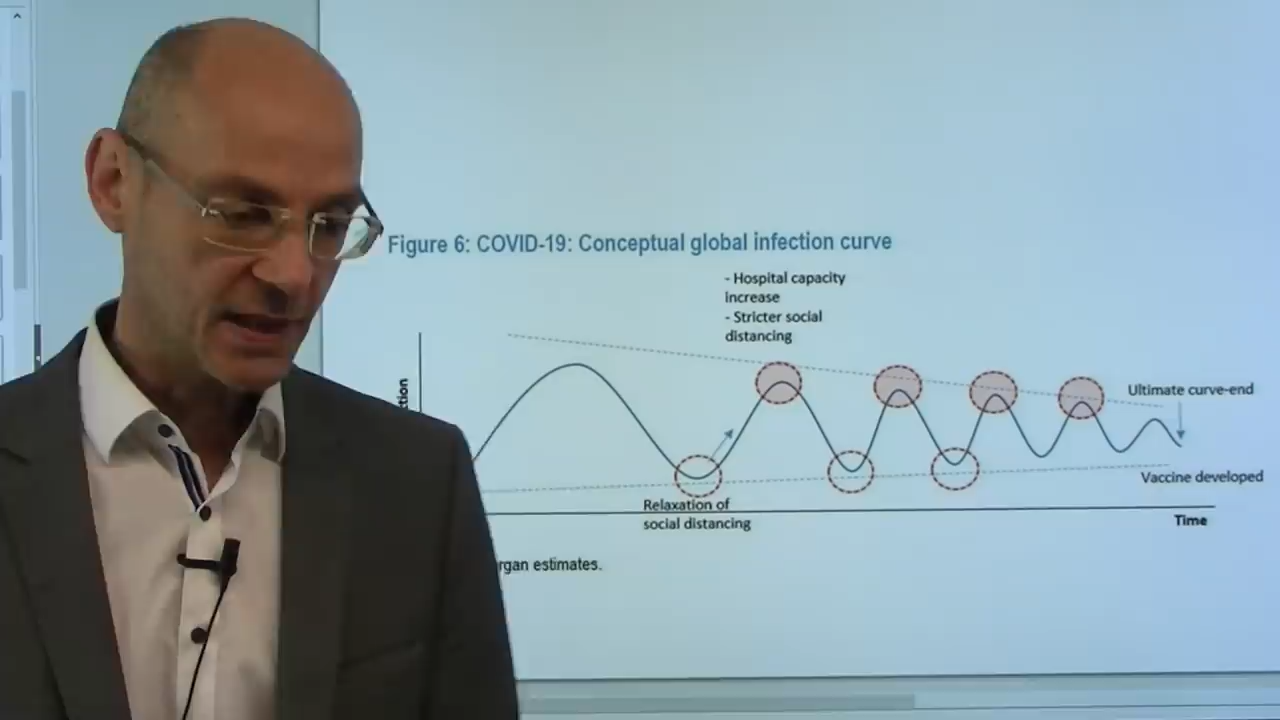 Figure 6: COVID-19: Conceptual global infection curve
- Hospital capacity
increase
- Stricter social
distancing
Ultimate curve-end
Vaccine developed
Relaxation of
social distancing
Time
estimates.